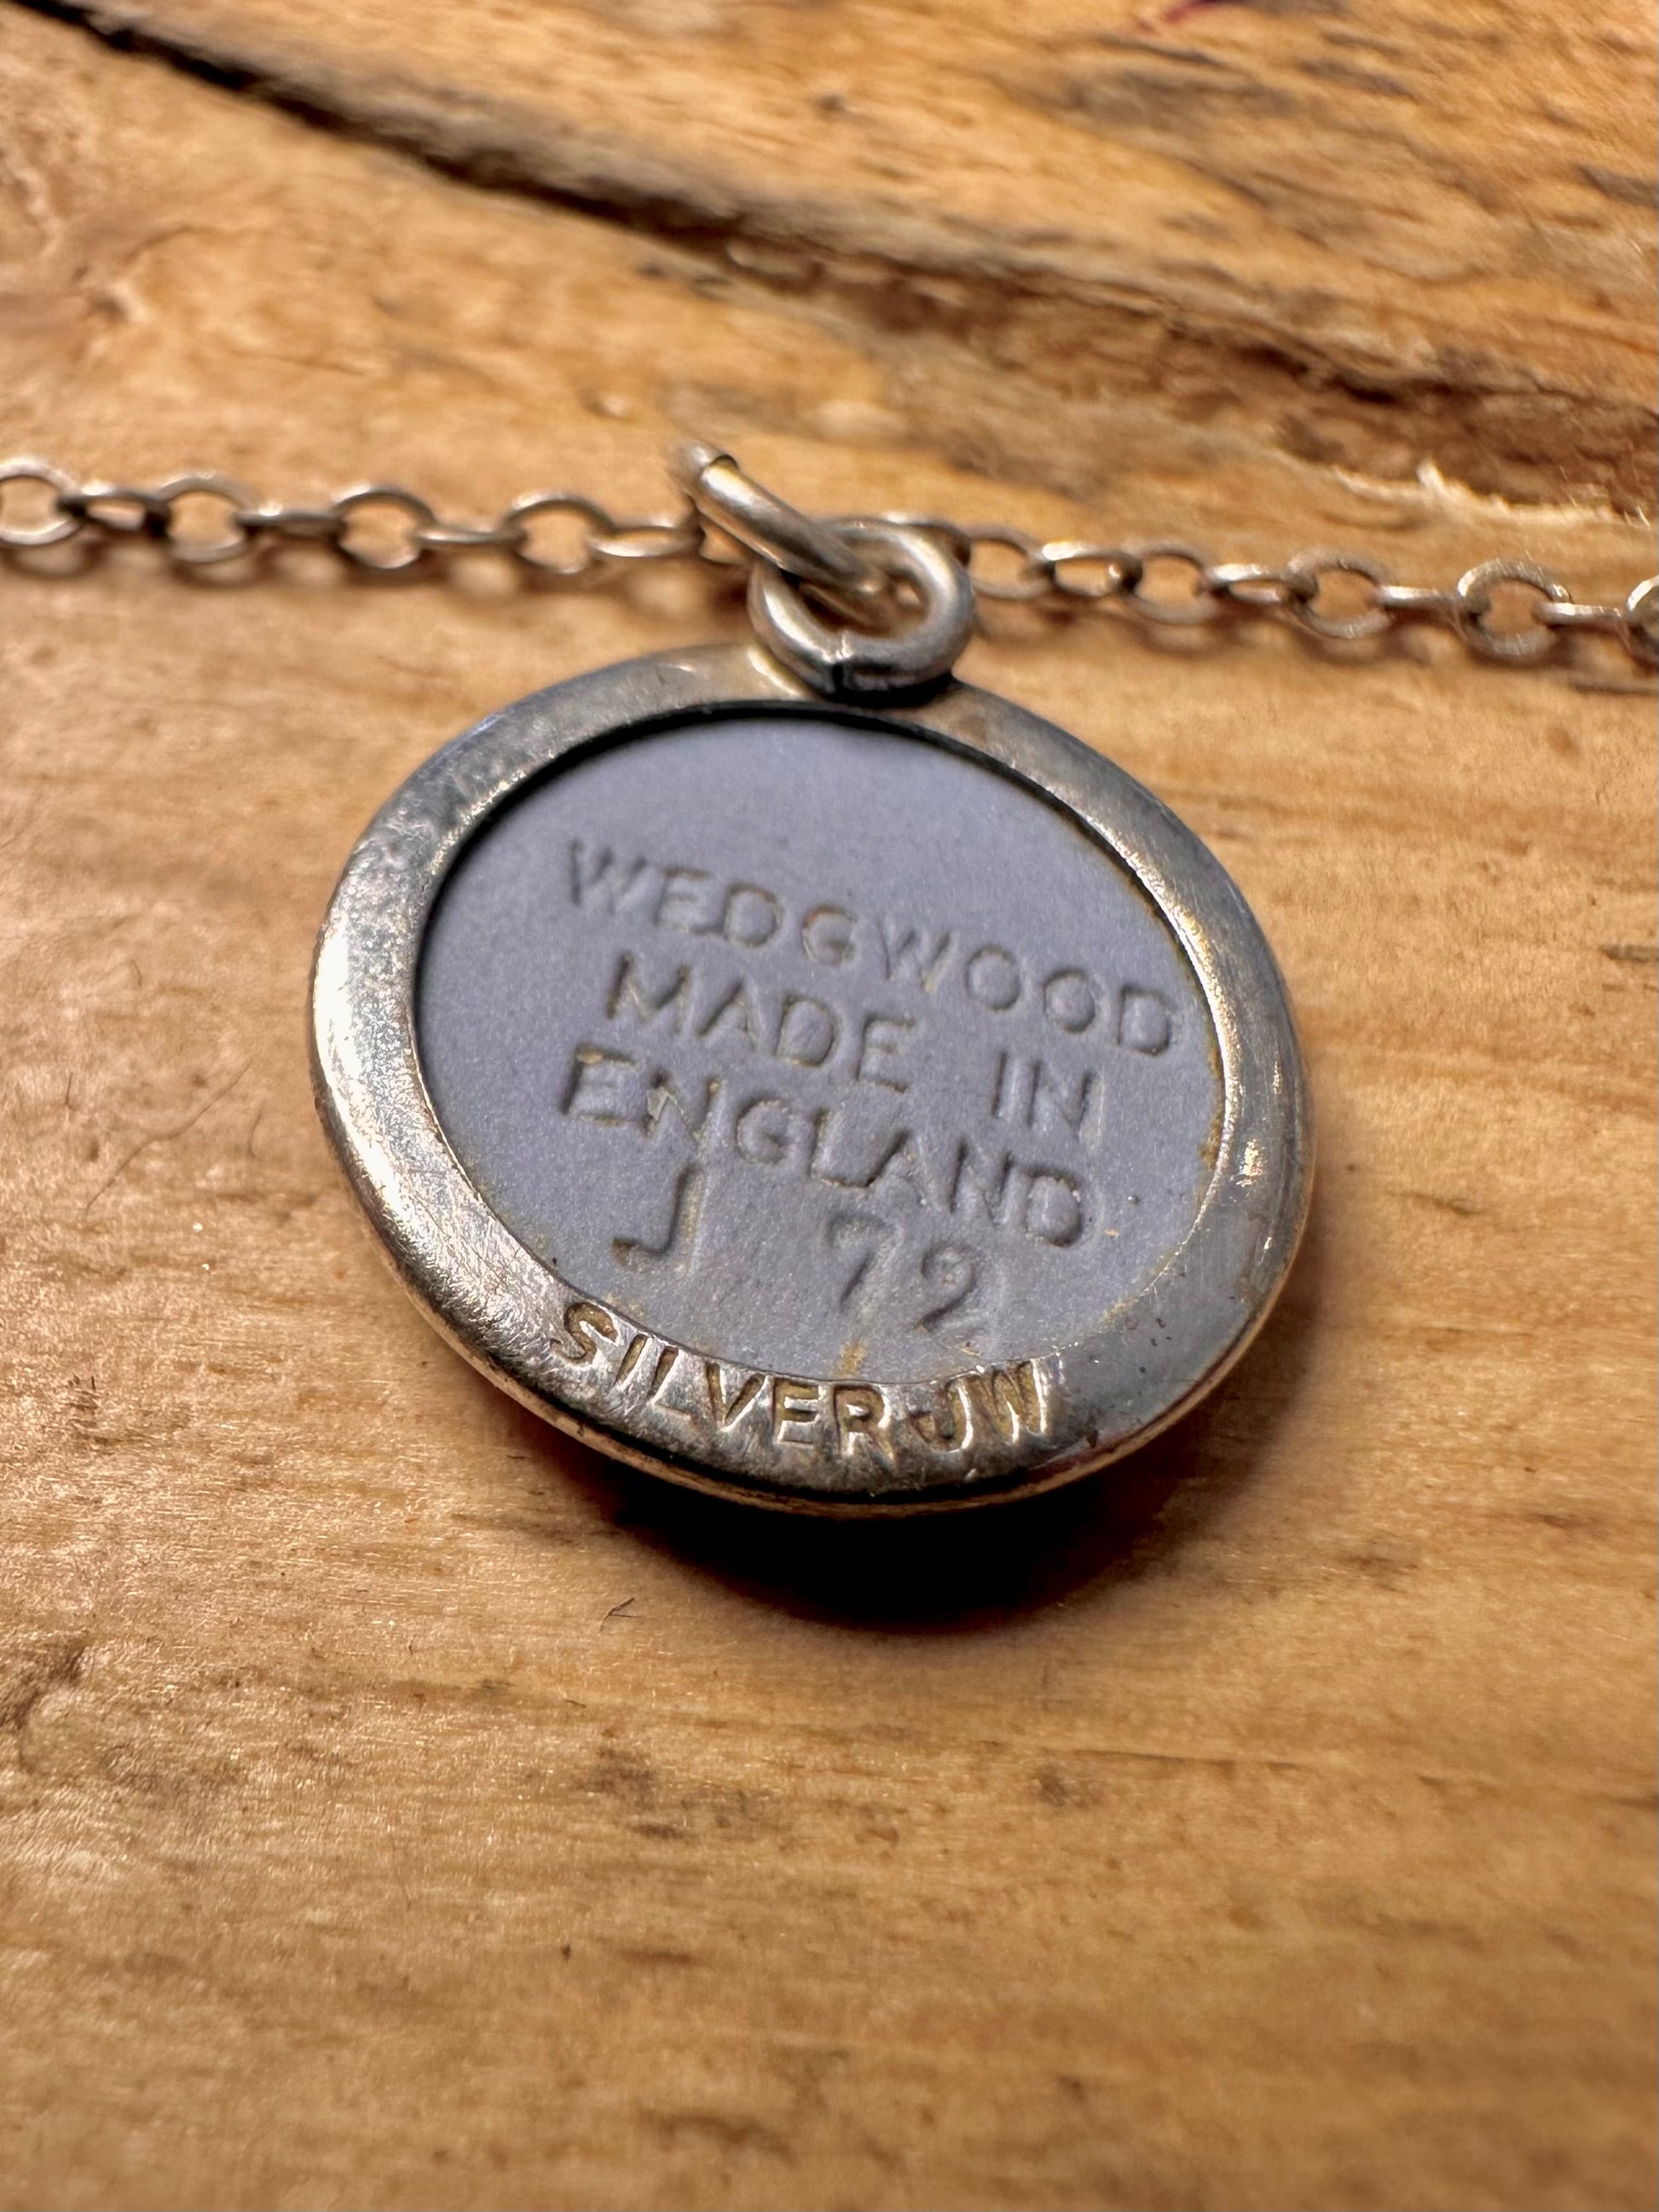 WEDGWOOD
MADE IN
ENGLAND
J 72
SILVER JW